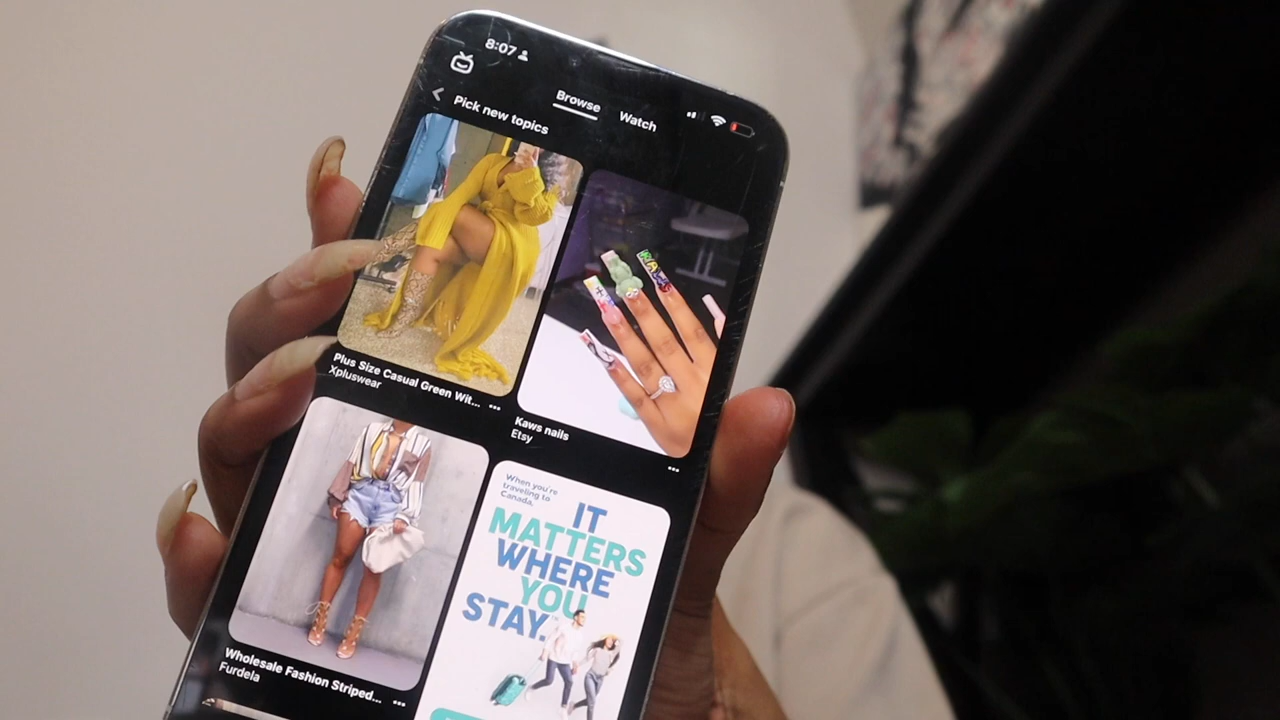 8:07
Browse
Watch
Pick new topics
Plus Size Casual Green Wit...
Xpluswear
Kaws nails
Etsy
Wholesale Fashion Striped...
Furdela
When you're
traveling to
Canada,
IT
MATTERS
WHERE
YOU
STAY.